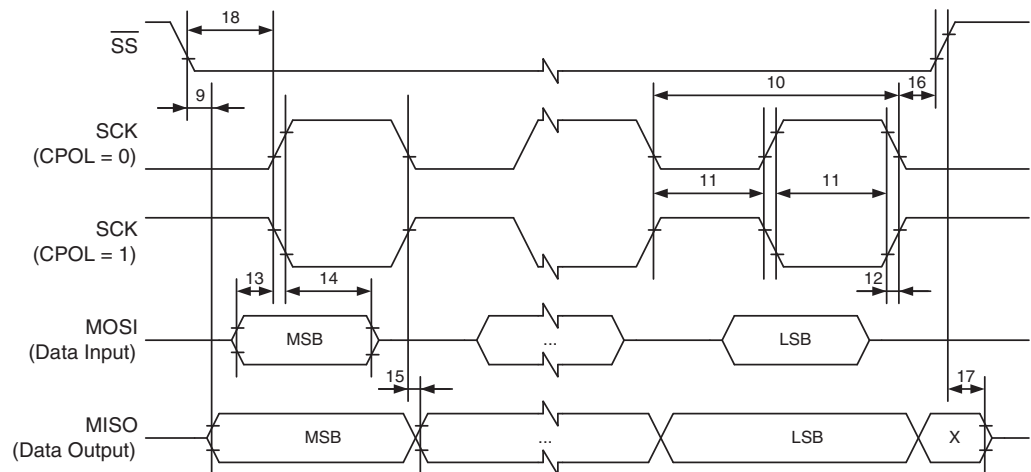 18
SS
10
16
9
SCK
(CPOL = 0)
11
11
SCK
(CPOL = 1)
13
14
12
MOSI
(Data Input)
MSB
...
LSB
15
17
MISO
(Data Output)
MSB
...
LSB
X